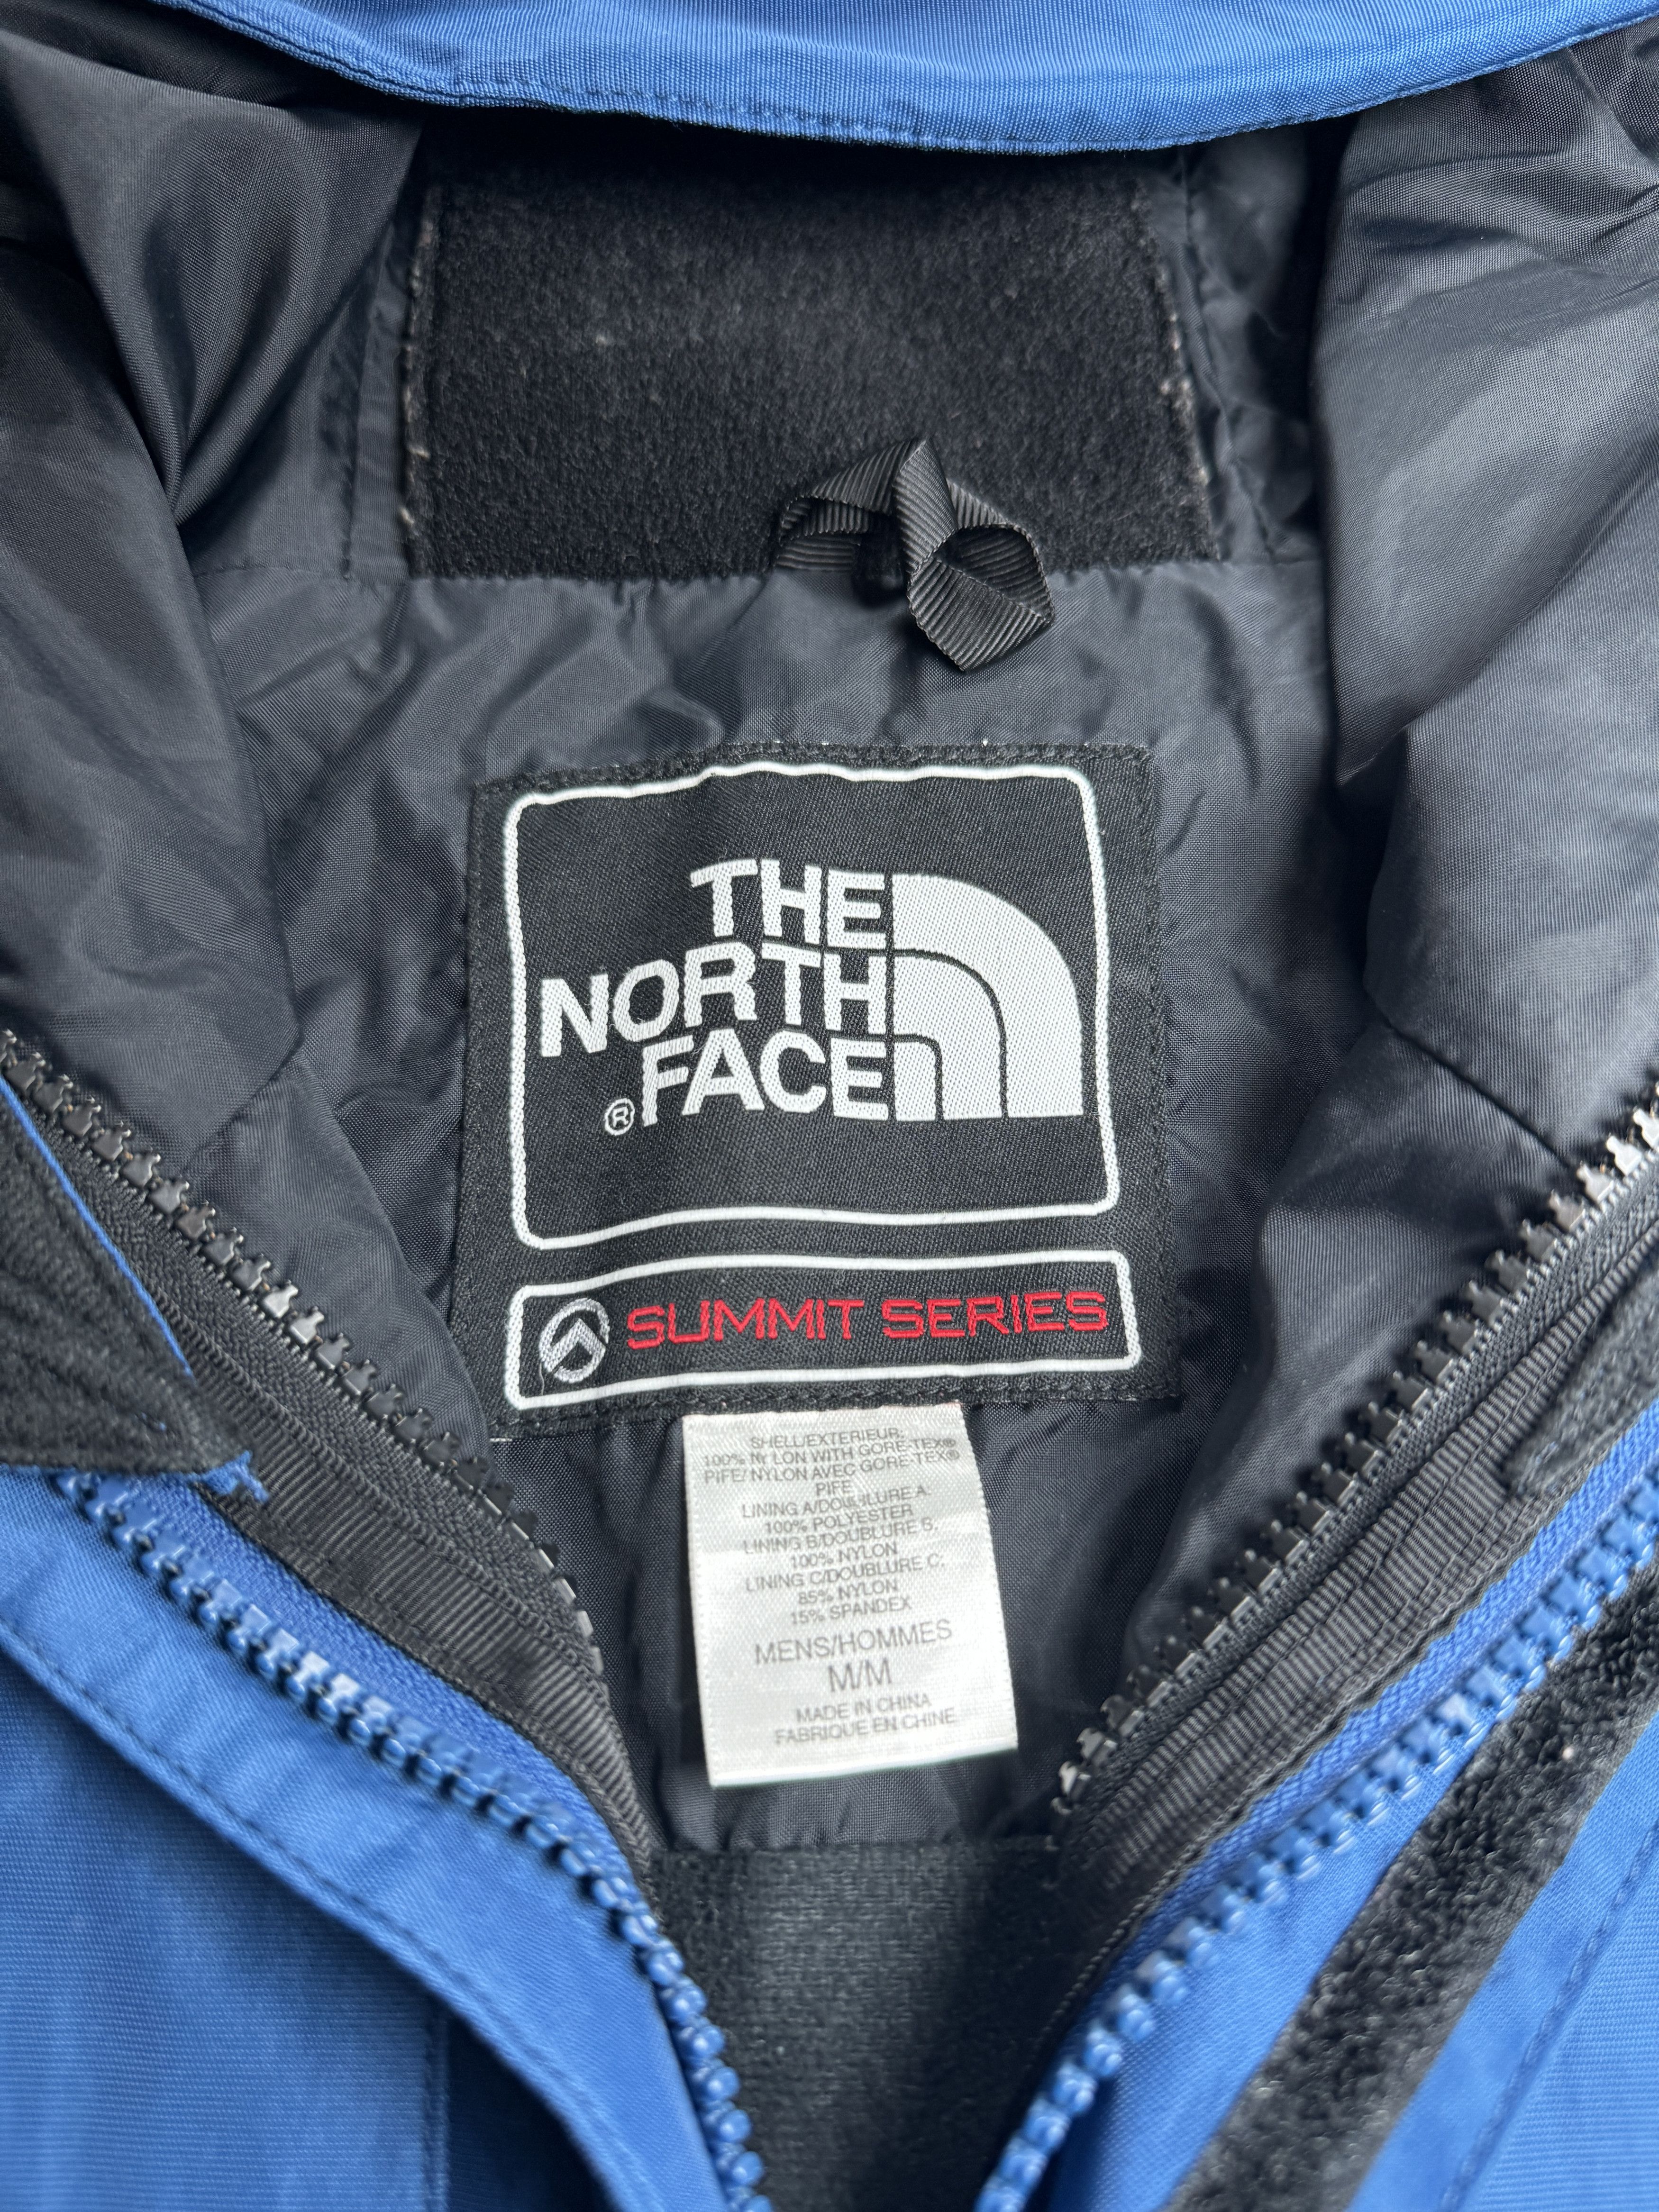 THE
NORTH
FACE
®
SUMMIT SERIES
SHELL/EXTERIEUR:
100% NYLON WITH GORE-TEX®
PIFE/ NYLON AVEC GORE-TEX®
PIFE
LINING A/DOUBLURE A:
100% POLYESTER
LINING B/DOUBLURE B.
100% NYLON
LINING C/DOUBLURE C.
85% NYLON
15% SPANDEX
MENS/HOMMES
M/M
MADE IN CHINA
FABRIQUE EN CHINE